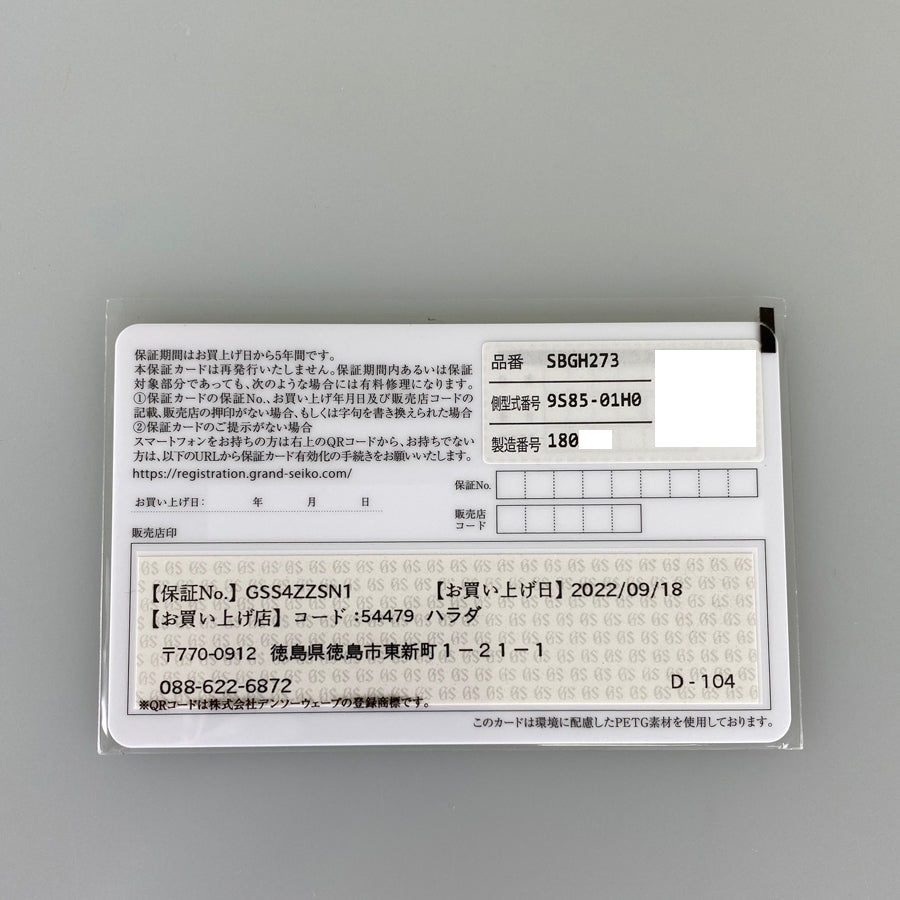 保証期間はお買上げ日から5年間です。
本保証カードは再発行いたしません。保証期間内あるいは保証
対象部分であっても、次のような場合には有料修理になります。
①保証カードの保証No.、お買い上げ年月日及び販売店コードの
記載、販売店の押印がない場合、もしくは字句を書き換えられた場合
②保証カードのご提示がない場合
スマートフォンをお持ちの方は右上のQRコードから、お持ちでない
方は、以下のURLから保証カード有効化の手続きをお願いいたします。
https://registration.grand-seiko.com/
お買い上げ日: 年 月 日
販売店印
品番 SBGH273
側型式番号 9S85-01H0
製造番号 180
保証No.
販売店
コード
【保証No.】GSS4ZZSN1 【お買い上げ日】2022/09/18
【お買い上げ店】コード:54479 ハラダ
〒770-0912 徳島県徳島市東新町1-21-1
088-622-6872 D-104
※QRコードは株式会社デンソーウェーブの登録商標です。
このカードは環境に配慮したPETG素材を使用しております。